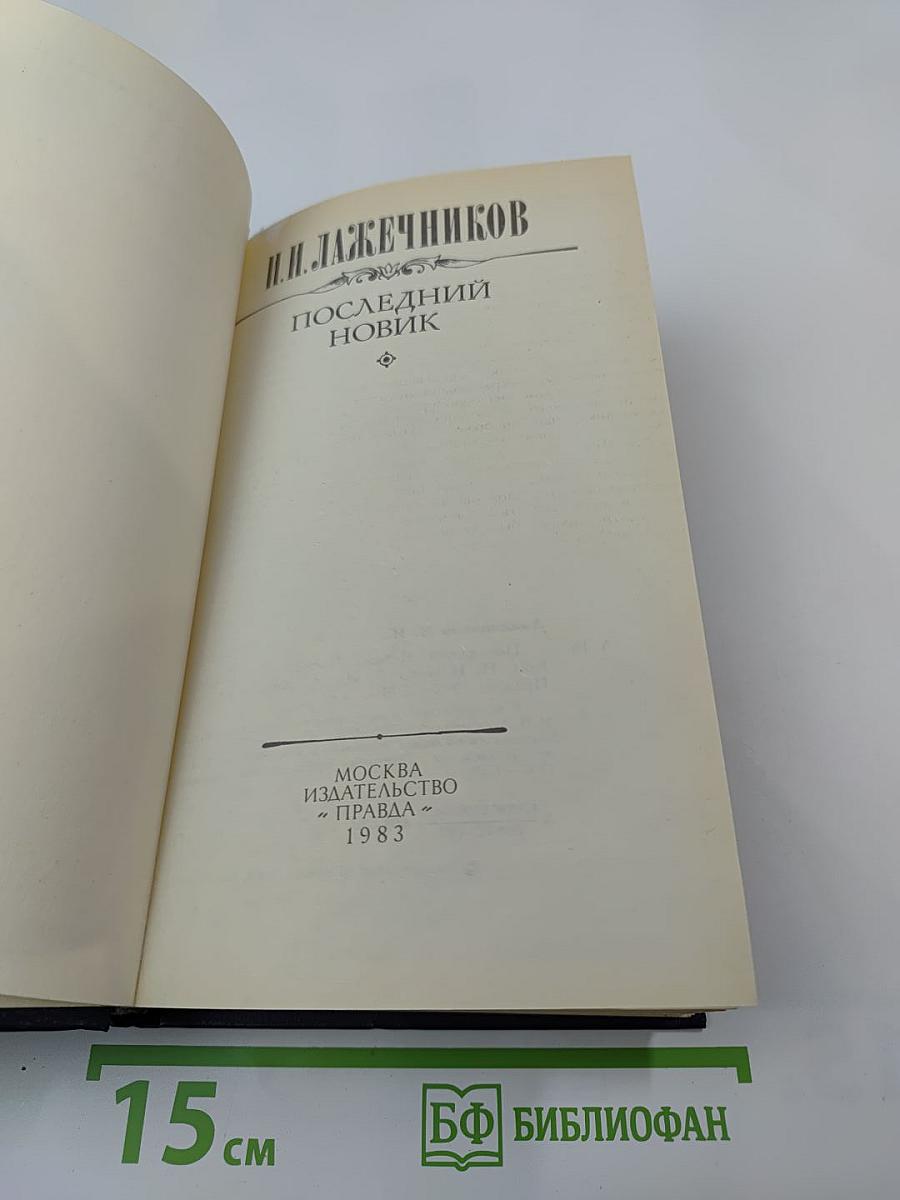 И.И. ЛАЖЕЧНИКОВ
ПОСЛЕДНИЙ
НОВИК
МОСКВА
ИЗДАТЕЛЬСТВО
« ПРАВДА »
1983
15 см
БФ БИБЛИОФАН